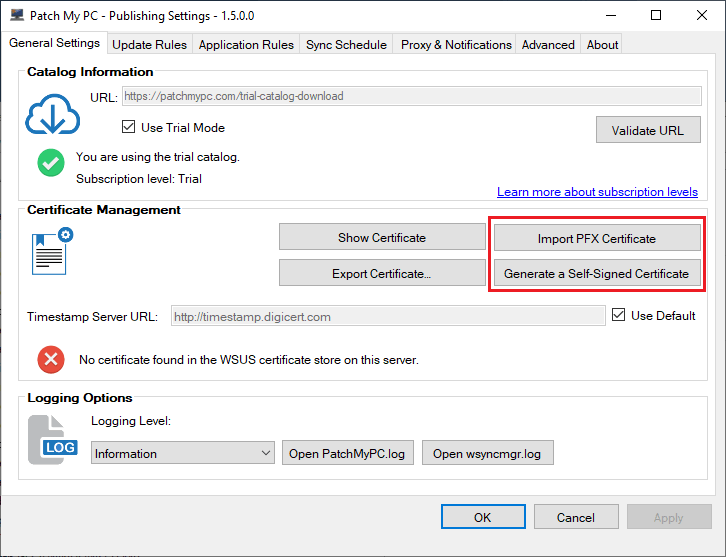 Patch My PC - Publishing Settings - 1.5.0.0
General Settings Update Rules Application Rules Sync Schedule Proxy & Notifications Advanced About
Catalog Information
URL: https://patchmypc.com/trial-catalog-download
Use Trial Mode
Validate URL
You are using the trial catalog.
Subscription level: Trial
Learn more about subscription levels
Certificate Management
Show Certificate Import PFX Certificate
Export Certificate... Generate a Self-Signed Certificate
Timestamp Server URL: http://timestamp.digicert.com Use Default
No certificate found in the WSUS certificate store on this server.
Logging Options
Logging Level:
LOG
Information Open PatchMyPC.log Open wsyncmgr.log
OK Cancel Apply